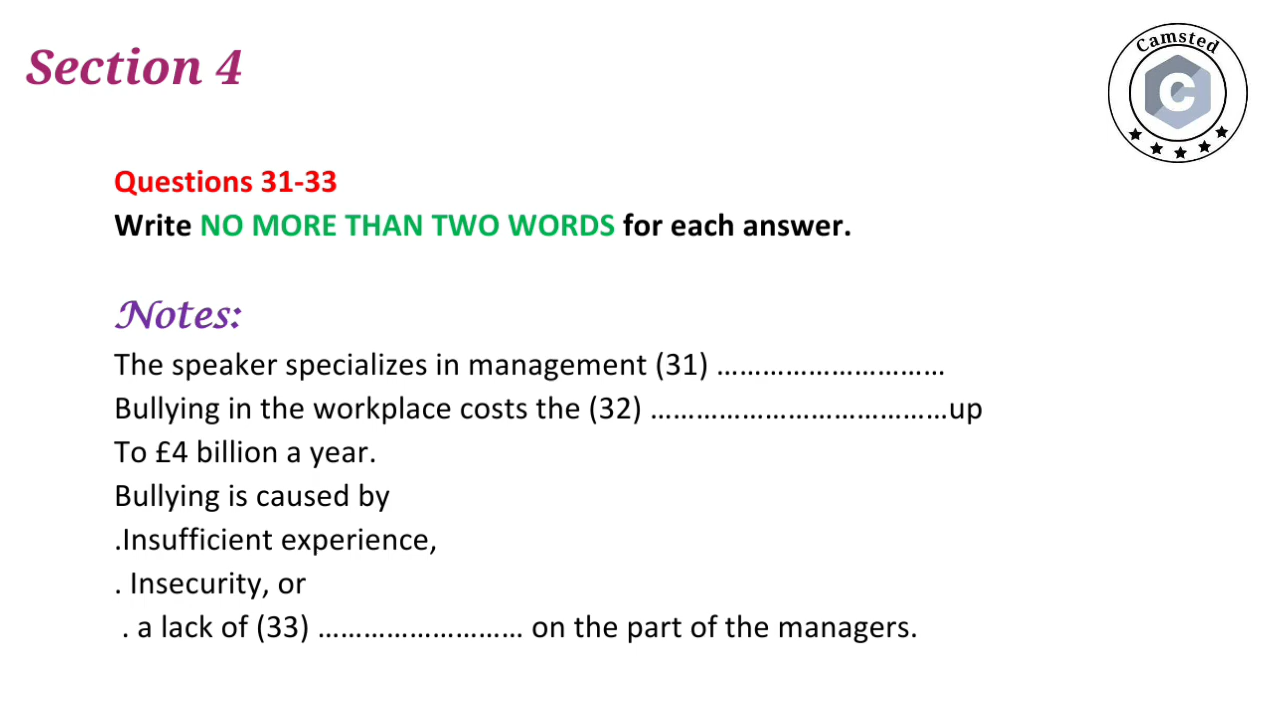 Section 4
Camsted
C
Questions 31-33
Write NO MORE THAN TWO WORDS for each answer.
Notes:
The speaker specializes in management (31) …………………………
Bullying in the workplace costs the (32) …………………………………up
To £4 billion a year.
Bullying is caused by
.Insufficient experience,
. Insecurity, or
. a lack of (33) ……………………… on the part of the managers.